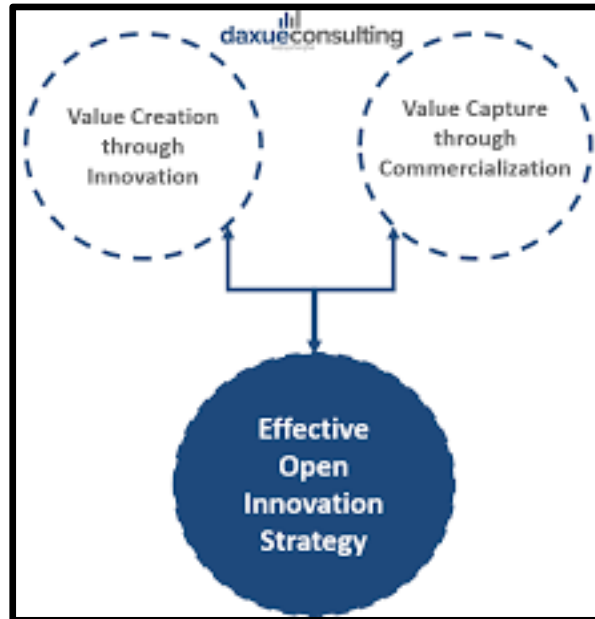 daxueconsulting
Value Creation
through
Innovation
Value Capture
through
Commercialization
Effective
Open
Innovation
Strategy